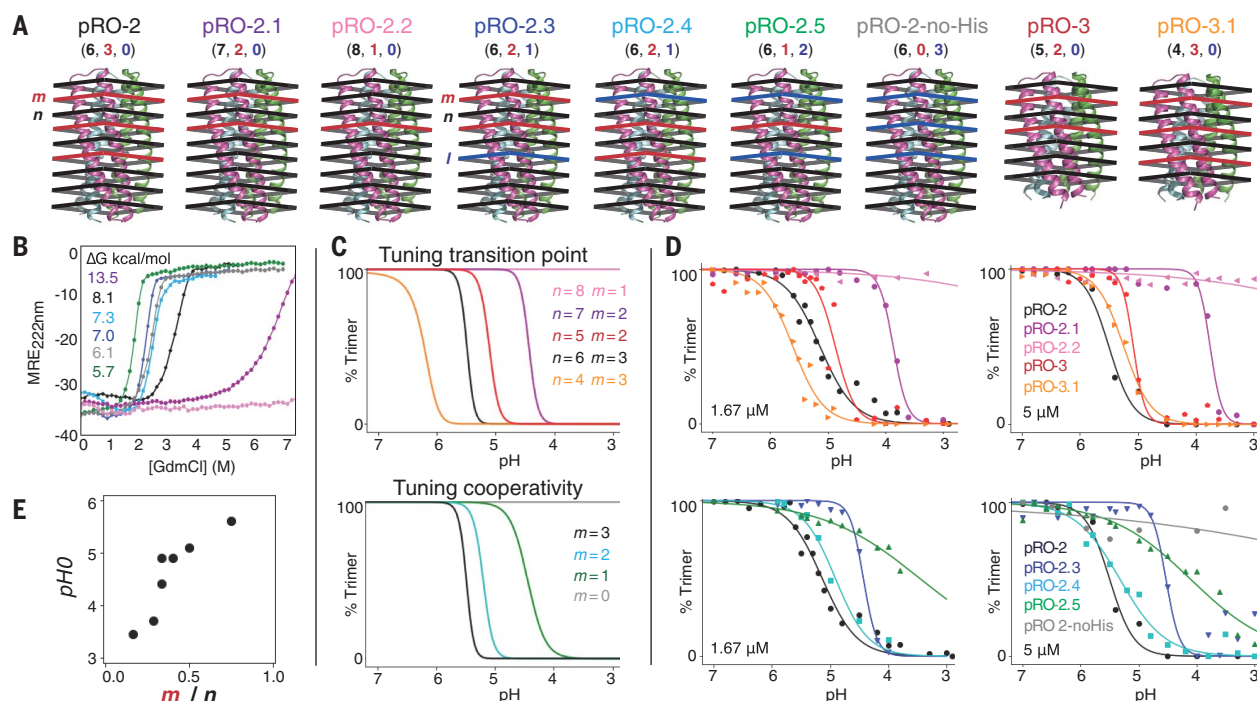 A
pRO-2 pRO-2.1 pRO-2.2 pRO-2.3 pRO-2.4 pRO-2.5 pRO-2-no-His pRO-3 pRO-3.1
(6, 3, 0) (7, 2, 0) (8, 1, 0) (6, 2, 1) (6, 2, 1) (6, 1, 2) (6, 0, 3) (5, 2, 0) (4, 3, 0)
m m
n n
l
B
0
-10
-20
-30
-40
MRE222nm
ΔG kcal/mol
13.5
8.1
7.3
7.0
6.1
5.7
0 1 2 3 4 5 6 7
[GdmCl] (M)
C
Tuning transition point
100
0
% Trimer
n=8 m=1
n=7 m=2
n=5 m=2
n=6 m=3
n=4 m=3
7 6 5 4 3
pH
Tuning cooperativity
100
0
% Trimer
m=3
m=2
m=1
m=0
7 6 5 4 3
pH
D
100
0
% Trimer
1.67 µM
7 6 5 4 3
pH
100
0
% Trimer
pRO-2
pRO-2.1
pRO-2.2
pRO-3
pRO-3.1
5 µM
7 6 5 4 3
pH
100
0
% Trimer
1.67 µM
7 6 5 4 3
pH
100
0
% Trimer
pRO-2
pRO-2.3
pRO-2.4
pRO-2.5
pRO 2-noHis
5 µM
7 6 5 4 3
pH
E
6
5
4
3
pH0
0.0 0.5 1.0
m / n